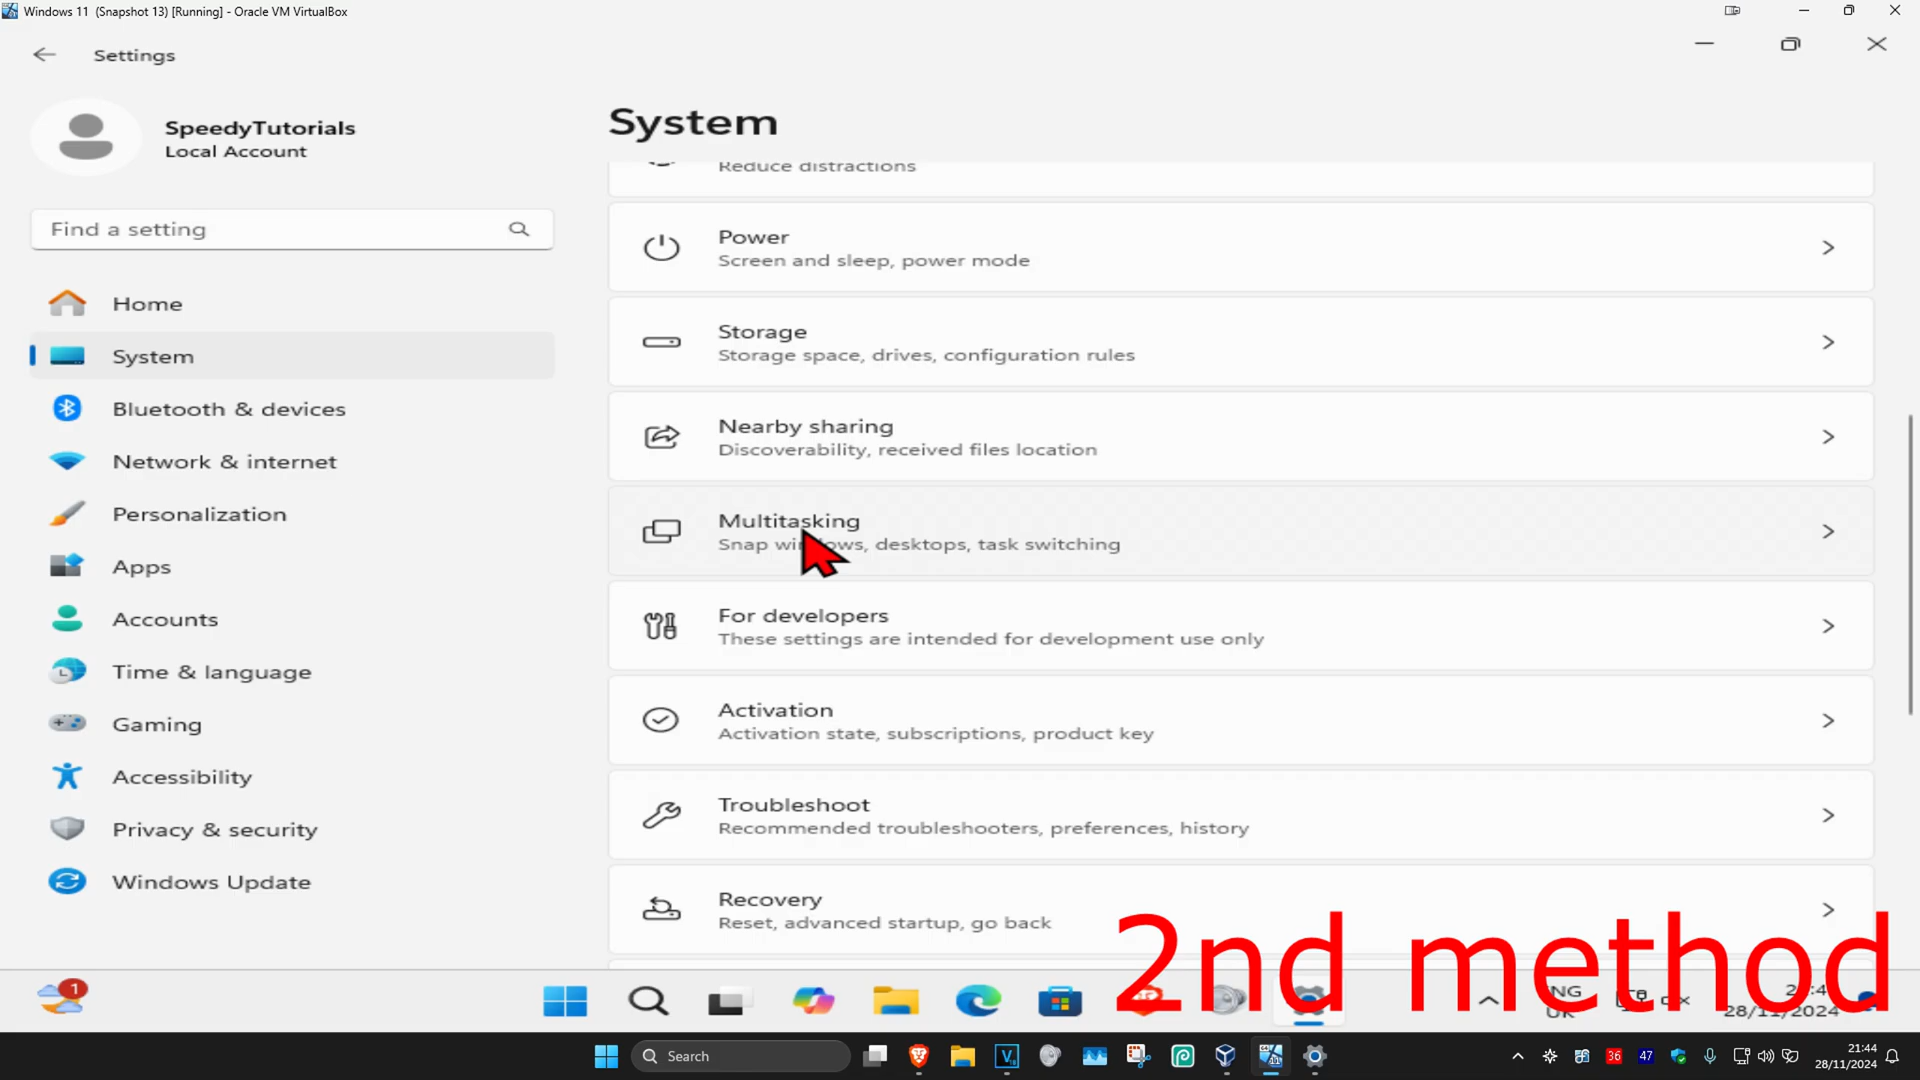 Windows 11 (Snapshot 13) [Running] - Oracle VM VirtualBox
Settings
SpeedyTutorials
Local Account
Find a setting
Home
System
Bluetooth & devices
Network & internet
Personalization
Apps
Accounts
Time & language
Gaming
Accessibility
Privacy & security
Windows Update
System
Reduce distractions
Power
Screen and sleep, power mode
Storage
Storage space, drives, configuration rules
Nearby sharing
Discoverability, received files location
Multitasking
Snap windows, desktops, task switching
For developers
These settings are intended for development use only
Activation
Activation state, subscriptions, product key
Troubleshoot
Recommended troubleshooters, preferences, history
Recovery
Reset, advanced startup, go back
2nd method
1
UK
28/11/2024
Search
36
47
21:44
28/11/2024